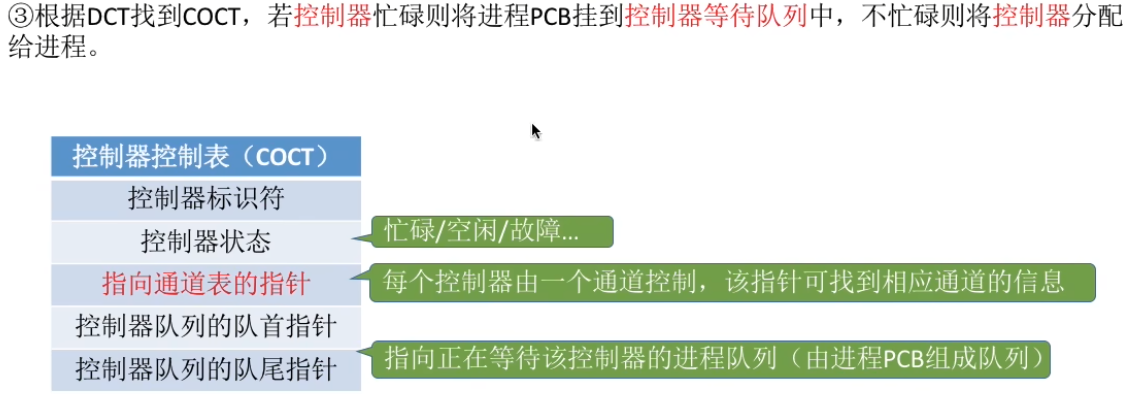 ③根据DCT找到COCT，若控制器忙碌则将进程PCB挂到控制器等待队列中，不忙碌则将控制器分配
给进程。
控制器控制表（COCT）
控制器标识符
控制器状态
忙碌/空闲/故障...
指向通道表的指针
每个控制器由一个通道控制，该指针可找到相应通道的信息
控制器队列的队首指针
控制器队列的队尾指针
指向正在等待该控制器的进程队列（由进程PCB组成队列）